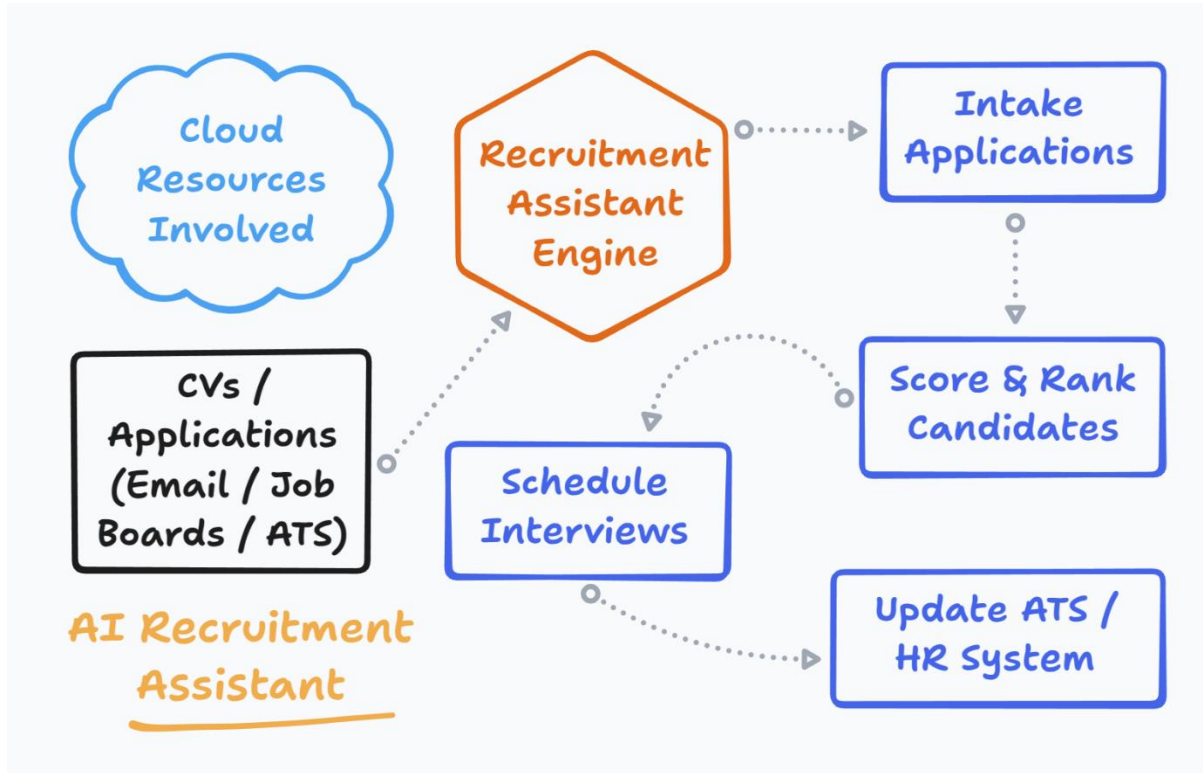 Cloud
Resources
Involved
Recruitment
Assistant
Engine
Intake
Applications
CVs /
Applications
(Email / Job
Boards / ATS)
Score & Rank
Candidates
Schedule
Interviews
Update ATS /
HR System
AI Recruitment
Assistant